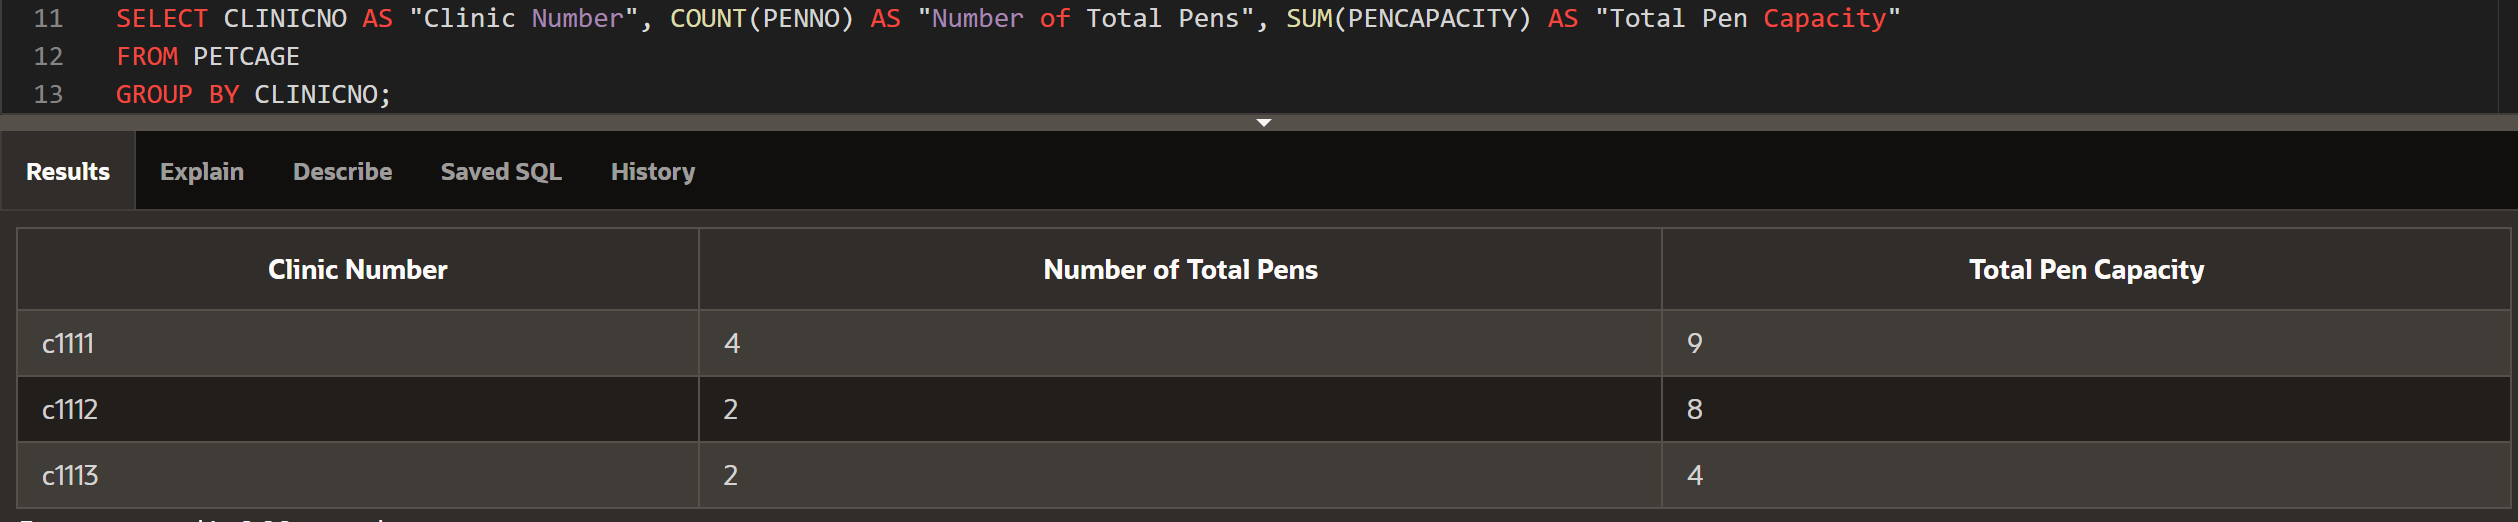 11 SELECT CLINICNO AS "Clinic Number", COUNT(PENNO) AS "Number of Total Pens", SUM(PENCAPACITY) AS "Total Pen Capacity"
12 FROM PETCAGE
13 GROUP BY CLINICNO;
Results Explain Describe Saved SQL History
Clinic Number Number of Total Pens Total Pen Capacity
c1111 4 9
c1112 2 8
c1113 2 4